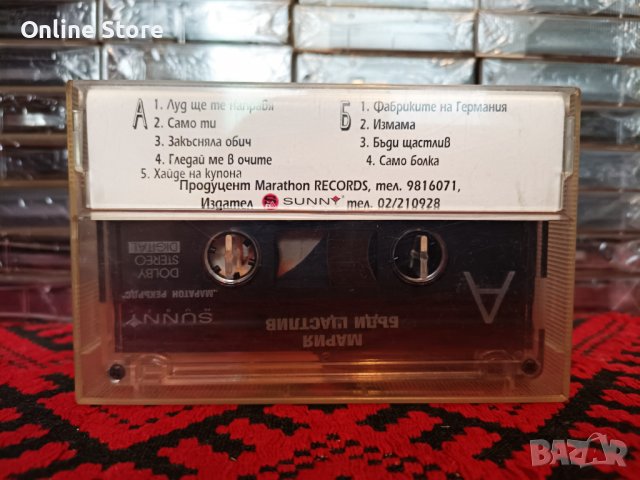 Online Store
А
1. Луд ще те направя
2. Само ти
3. Закъсняла обич
4. Гледай ме в очите
5. Хайде на купона
Б
1. Фабриките на Германия
2. Измама
3. Бъди щастлив
4. Само болка
Продуцент Marathon RECORDS, тел. 9816071,
Издател SUNNY тел. 02/210928
А
МАРИЯ
БЪДИ ЩАСТЛИВ
SUNNY
"МАРАТОН РЕКЪРДС"
DOLBY
STEREO
DIGITAL
BAZAR